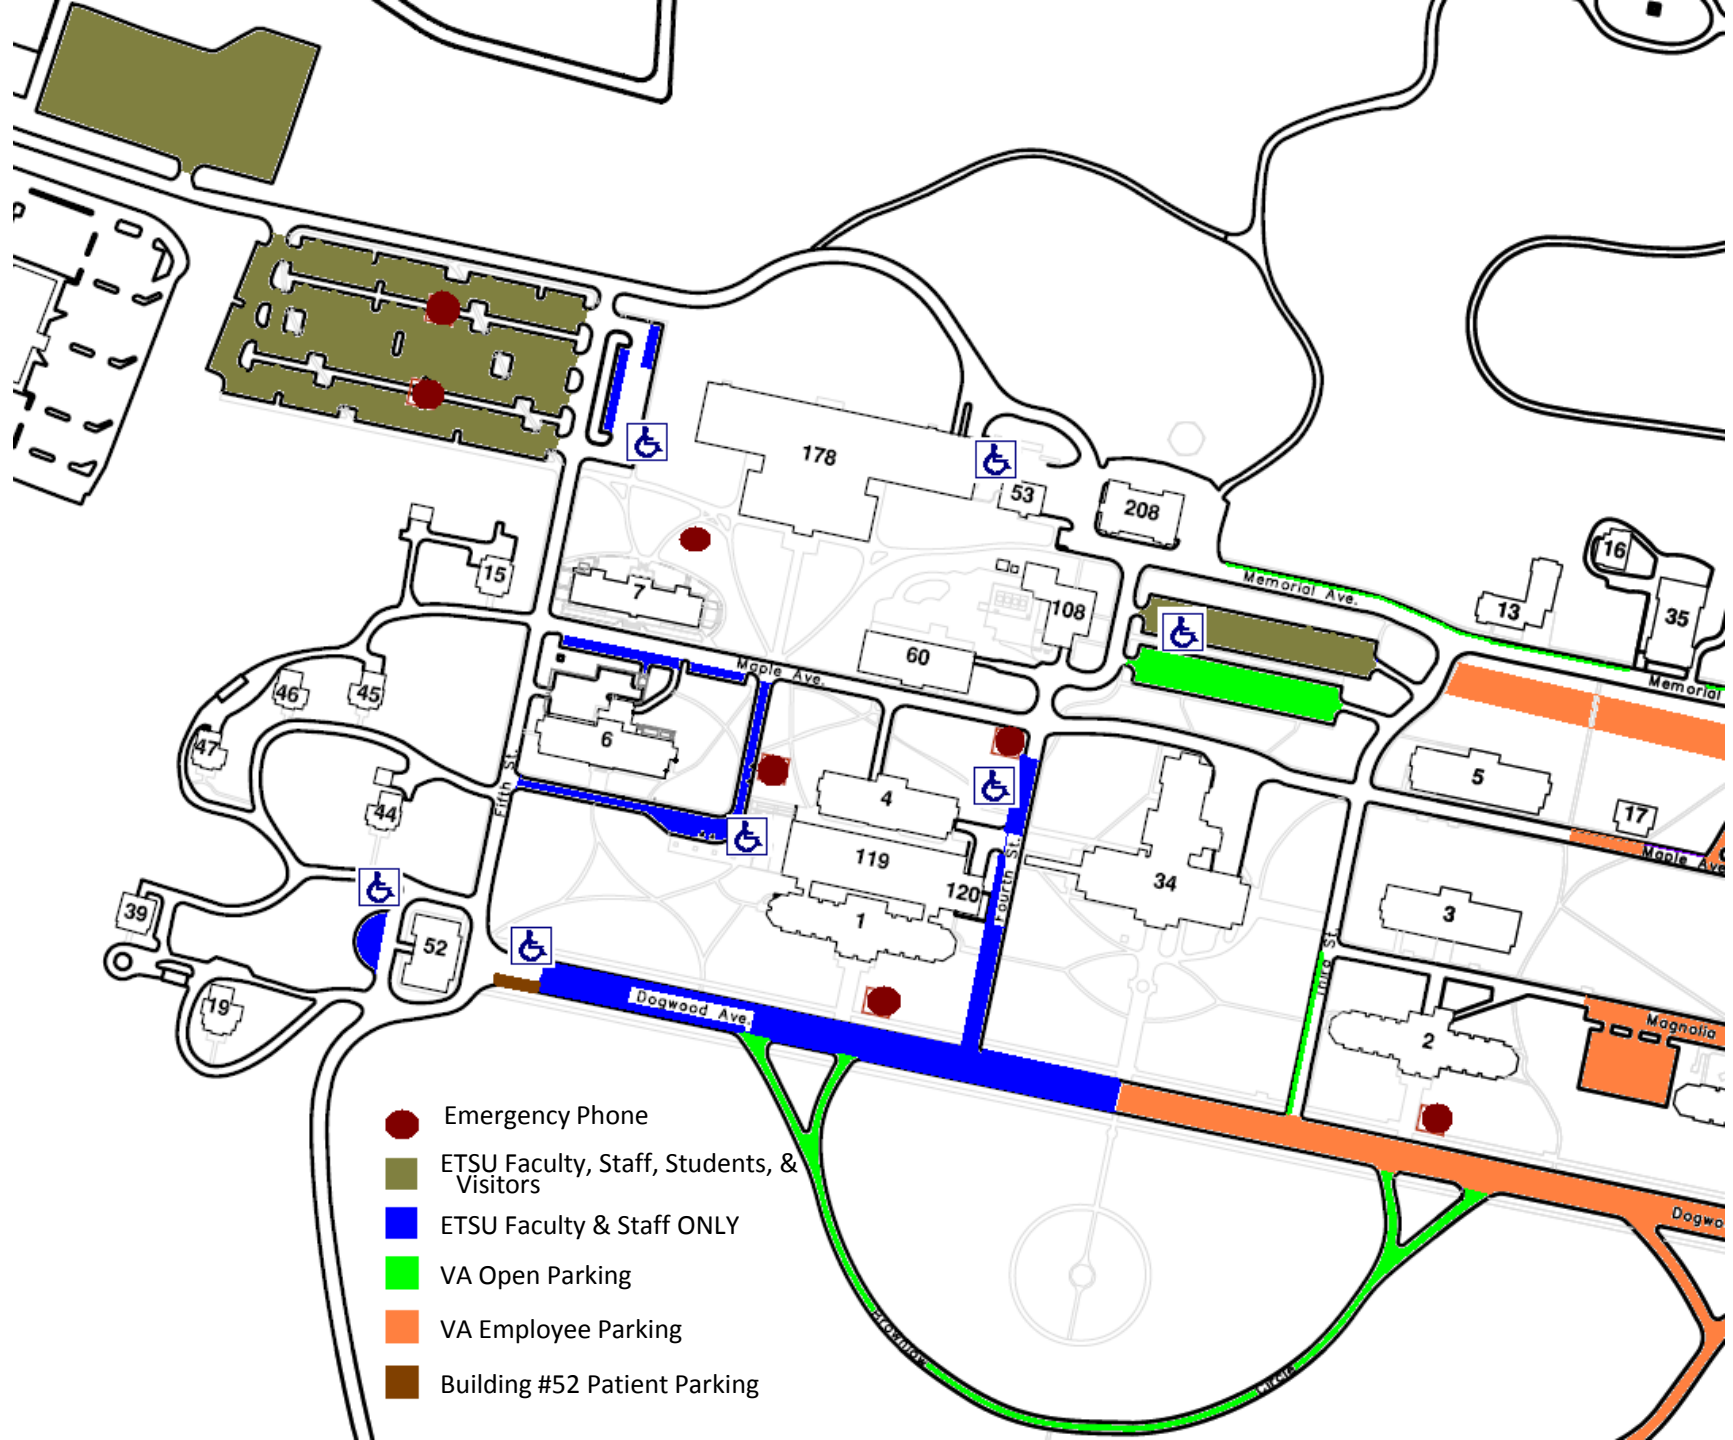 178
53
208
16
15
7
108
Memorial Ave.
13
35
60
Maple Ave.
46
45
Memorial
47
6
5
4
17
44
Fifth St.
Maple Ave
119
34
120
Fourth St.
39
1
3
52
St.
19
Dogwood Ave.
2
Magnolia
Emergency Phone
ETSU Faculty, Staff, Students, &
Visitors
ETSU Faculty & Staff ONLY
Dogwo
VA Open Parking
VA Employee Parking
Brownlow
Circle
Building #52 Patient Parking